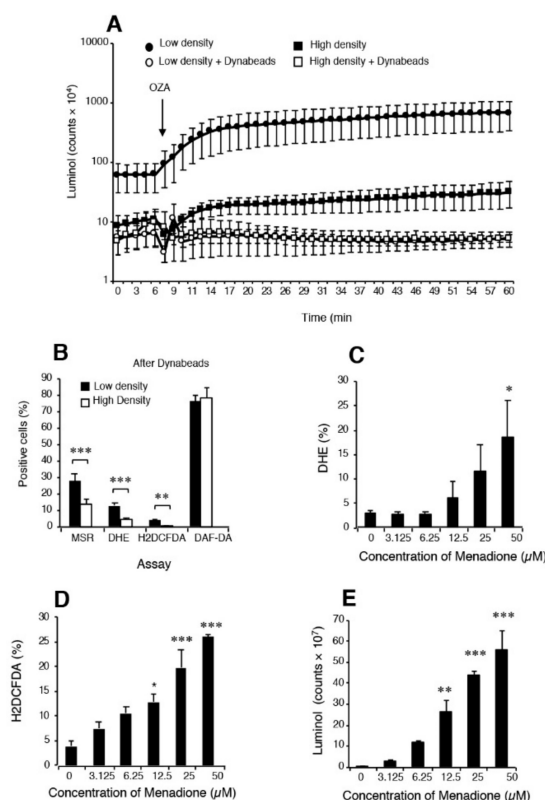 A
Low density
High density
Low density + Dynabeads
High density + Dynabeads
OZA
Luminol (counts × 10⁴)
10000
1000
100
10
1
0 1 3 4 6 7 9 11 13 14 16 17 19 20 22 23 26 29 31 34 37 40 43 46 49 51 54 57 60
Time (min
B
After Dynabeads
Low density
High Density
Positive cells (%)
90
80
70
60
50
40
30
20
10
0
***
***
**
MSR DHE H2DCFDA DAF-DA
Assay
C
DHE (%)
30
25
20
15
10
5
0
*
0 3.125 6.25 12.5 25 50
Concentration of Menadione (µM)
D
H2DCFDA (%)
30
25
20
15
10
5
0
*
***
***
0 3.125 6.25 12.5 25 50
Concentration of Menadione (µM)
E
Luminol (counts × 10⁷)
70
60
50
40
30
20
10
0
**
***
***
0 3.125 6.25 12.5 25 50
Concentration of Menadione (µM)